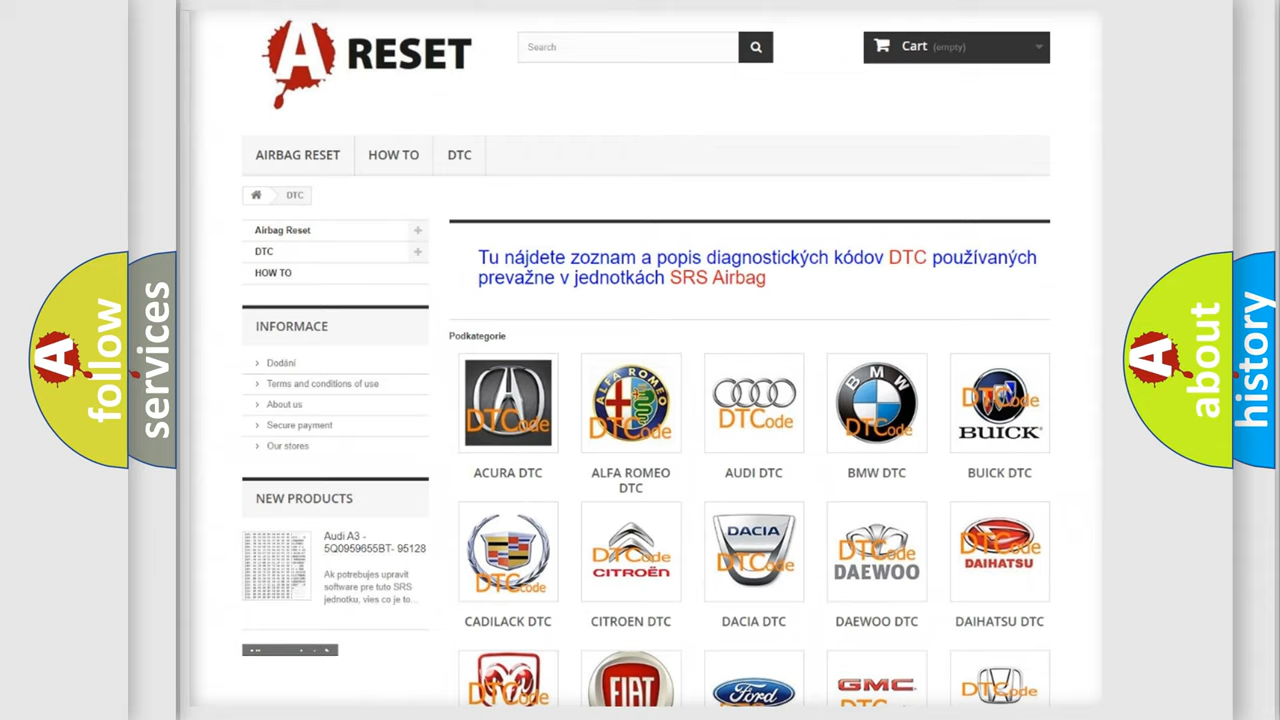 A RESET
Search
Cart (empty)
AIRBAG RESET
HOW TO
DTC
DTC
Airbag Reset
DTC
HOW TO
Tu nájdete zoznam a popis diagnostických kódov DTC používaných
prevažne v jednotkách SRS Airbag
INFORMACE
Dodání
Terms and conditions of use
About us
Secure payment
Our stores
NEW PRODUCTS
Audi A3 -
5Q0959655BT- 95128
Ak potrebujes upravit
software pre tuto SRS
jednotku, vies co je to...
Podkategorie
DTCode
ALFA ROMEO
DTCode
DTCode
BMW
DTCode
DTCode
BUICK
ACURA DTC
ALFA ROMEO
DTC
AUDI DTC
BMW DTC
BUICK DTC
DTCode
DTCode
CITROËN
DACIA
DTCode
DTCode
DAEWOO
DTCode
DAIHATSU
CADILACK DTC
CITROEN DTC
DACIA DTC
DAEWOO DTC
DAIHATSU DTC
DTCode
FIAT
Ford
GMC
DTCode
A follow
services
A about
history